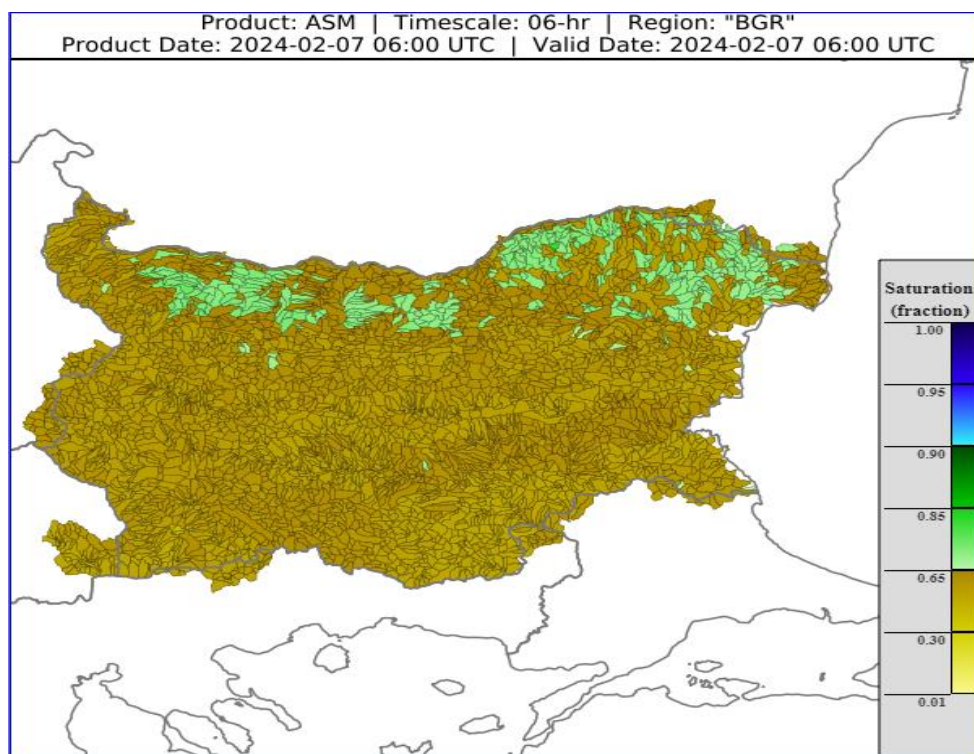 Product: ASM | Timescale: 06-hr | Region: "BGR"
Product Date: 2024-02-07 06:00 UTC | Valid Date: 2024-02-07 06:00 UTC
Saturation
(fraction)
1.00
0.95
0.90
0.85
0.65
0.30
0.01